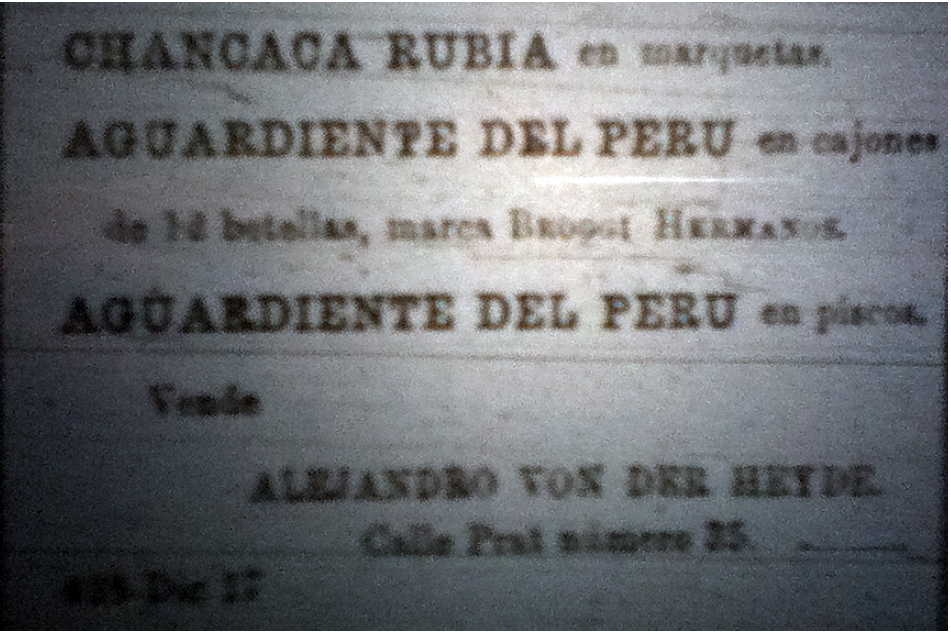 CHANCACA RUBIA en marquetas.
AGUARDIENTE DEL PERU en cajones
de 12 botellas, marca HERMANOS.
AGUARDIENTE DEL PERU en piscos.
Vende
ALEJANDRO VON DER HEYDE.
Calle Prat número 25